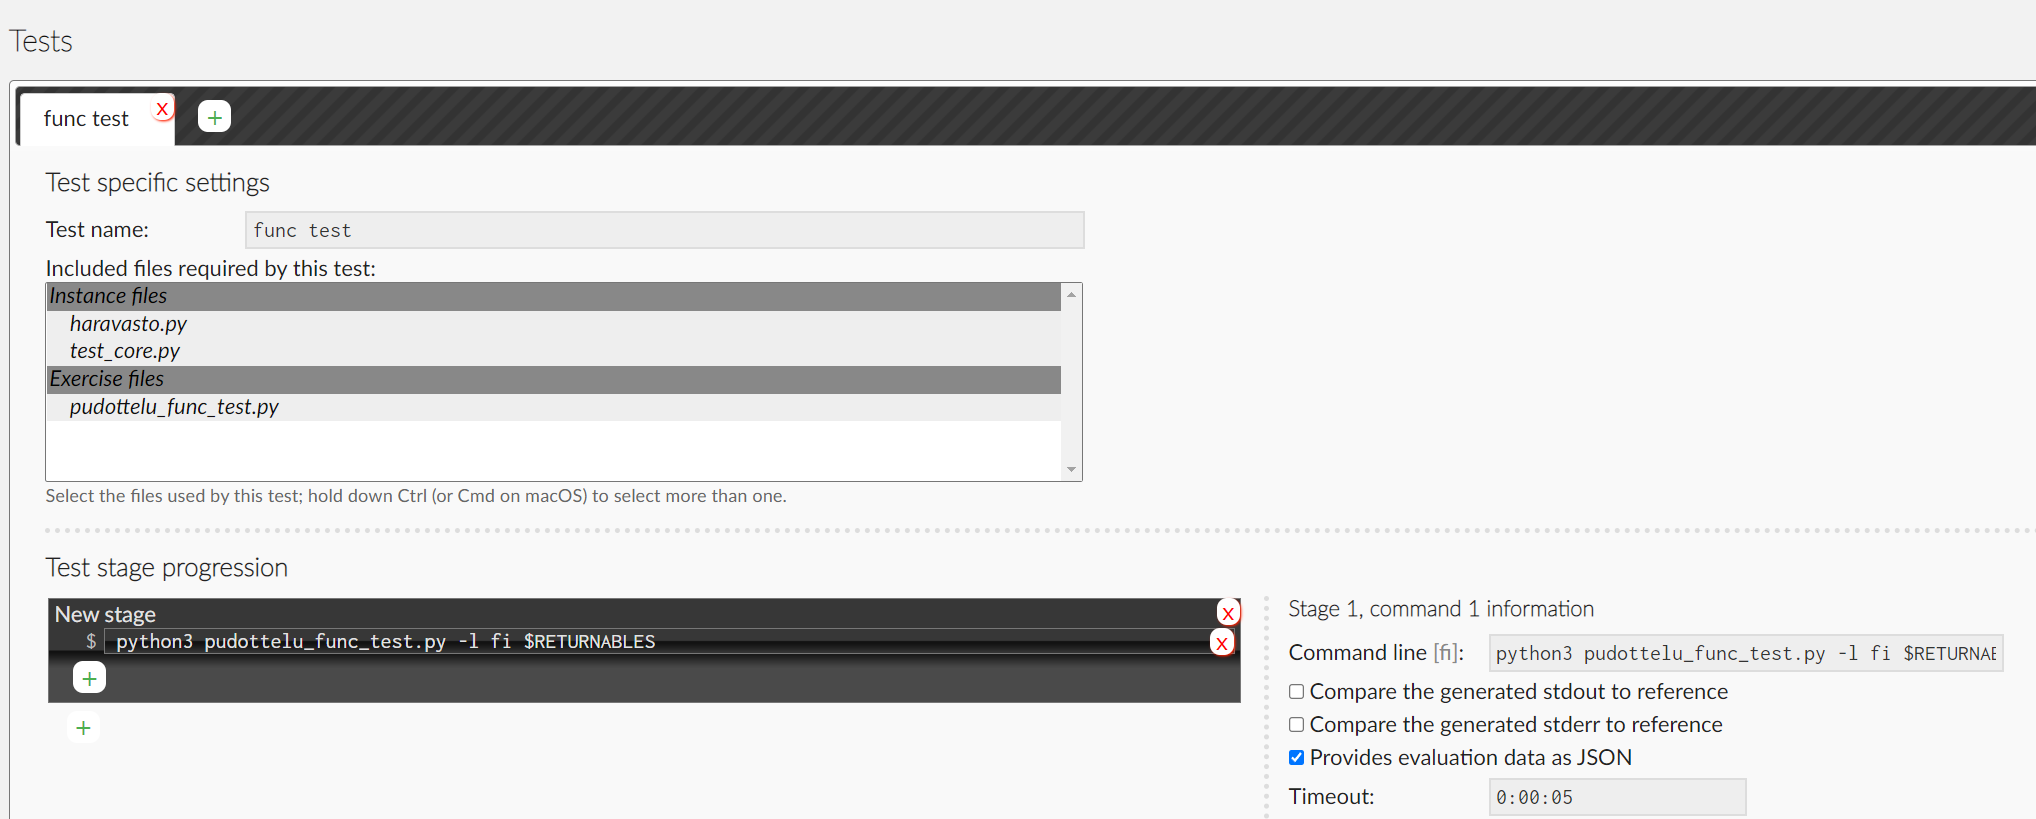 Tests
func test X +
Test specific settings
Test name: func test
Included files required by this test:
Instance files
haravasto.py
test_core.py
Exercise files
pudottelu_func_test.py
Select the files used by this test; hold down Ctrl (or Cmd on macOS) to select more than one.
Test stage progression
New stage X
$ python3 pudottelu_func_test.py -l fi $RETURNABLES X
+
+
Stage 1, command 1 information
Command line [fi]: python3 pudottelu_func_test.py -l fi $RETURNAE
Compare the generated stdout to reference
Compare the generated stderr to reference
Provides evaluation data as JSON
Timeout: 0:00:05